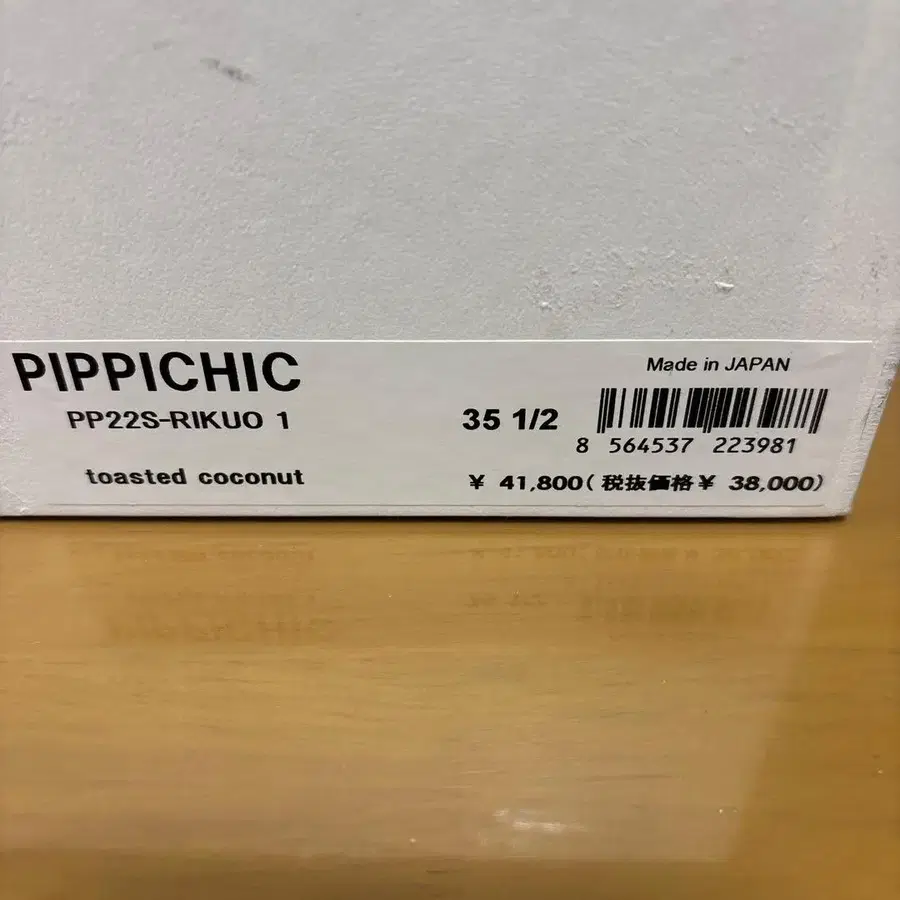 PIPPICHIC
Made in JAPAN
PP22S-RIKUO 1
35 1/2
8 564537 223981
toasted coconut
¥ 41,800(税抜価格¥ 38,000)